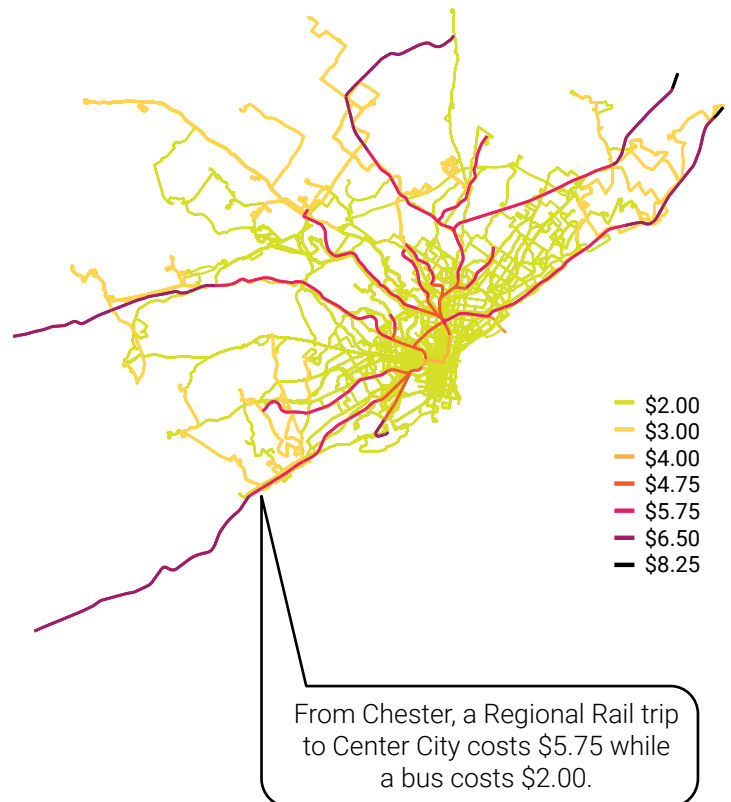 $2.00
$3.00
$4.00
$4.75
$5.75
$6.50
$8.25
From Chester, a Regional Rail trip
to Center City costs $5.75 while
a bus costs $2.00.